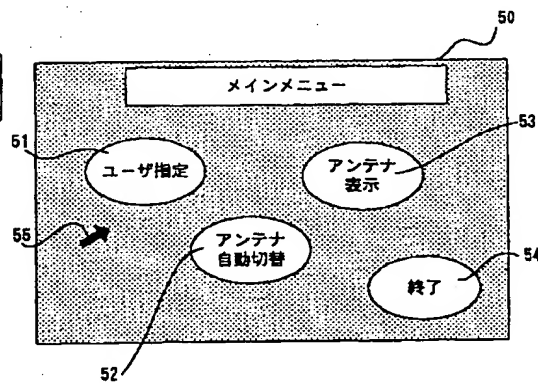 50
メインメニュー
51
53
ユーザ指定
アンテナ
表示
55
アンテナ
自動切替
54
終了
52